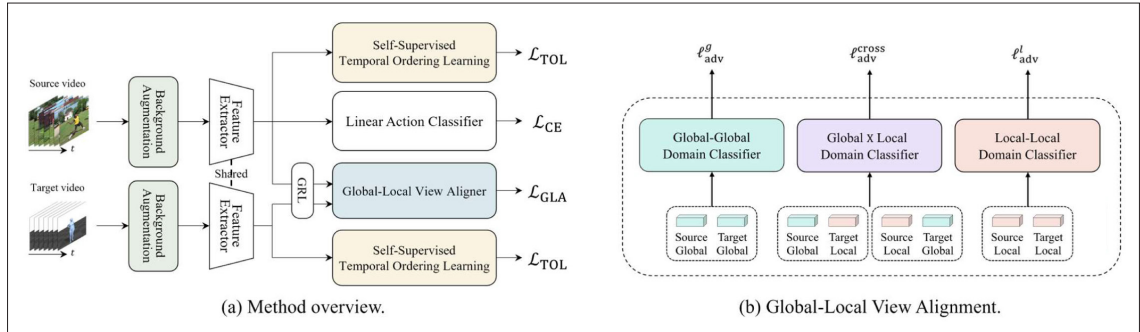 Source video
t
Background
Augmentation
Feature
Extractor
Shared
Target video
t
Background
Augmentation
Feature
Extractor
GRL
Self-Supervised
Temporal Ordering Learning
ℒTOL
Linear Action Classifier
ℒCE
Global-Local View Aligner
ℒGLA
Self-Supervised
Temporal Ordering Learning
ℒTOL
(a) Method overview.
ℓ^g_adv
ℓ^cross_adv
ℓ^l_adv
Global-Global
Domain Classifier
Global X Local
Domain Classifier
Local-Local
Domain Classifier
Source
Global
Target
Global
Source
Global
Target
Local
Source
Local
Target
Global
Source
Local
Target
Local
(b) Global-Local View Alignment.